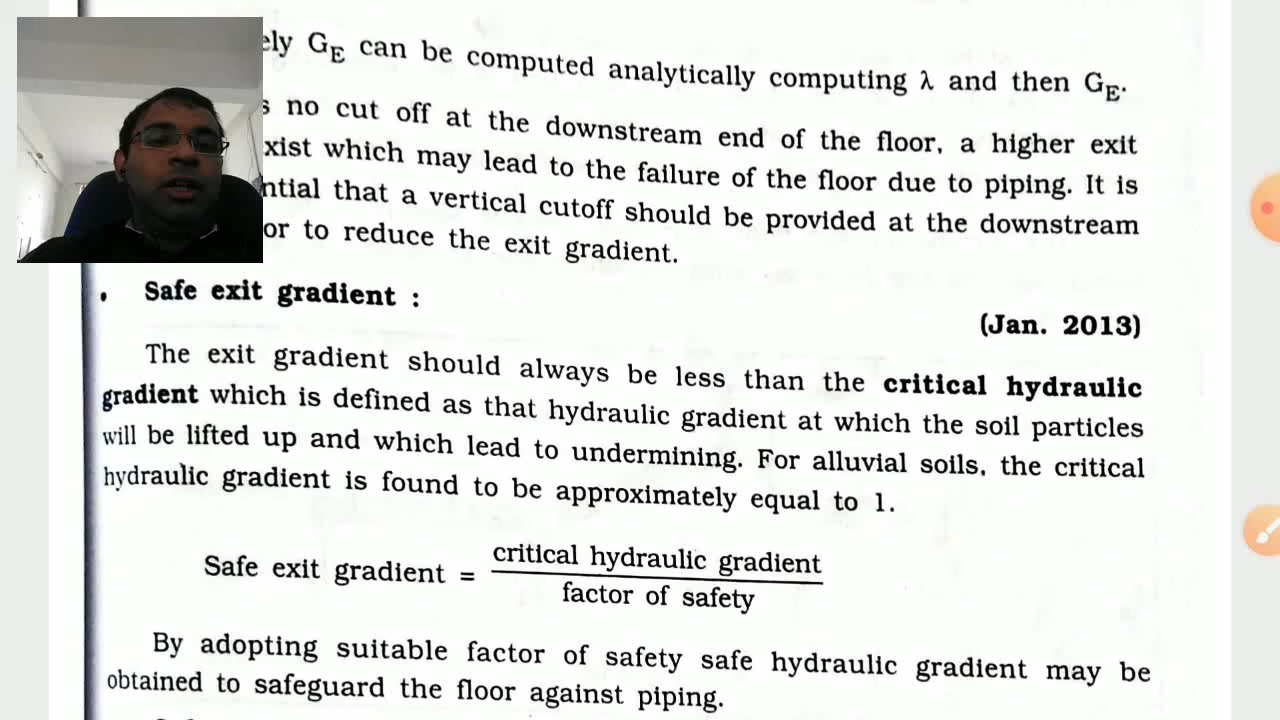 ely GE can be computed analytically computing λ and then GE.
s no cut off at the downstream end of the floor, a higher exit
xist which may lead to the failure of the floor due to piping. It is
ntial that a vertical cutoff should be provided at the downstream
or to reduce the exit gradient.
. Safe exit gradient :
(Jan. 2013)
The exit gradient should always be less than the critical hydraulic
gradient which is defined as that hydraulic gradient at which the soil particles
will be lifted up and which lead to undermining. For alluvial soils, the critical
hydraulic gradient is found to be approximately equal to 1.
Safe exit gradient = critical hydraulic gradient
factor of safety
By adopting suitable factor of safety safe hydraulic gradient may be
obtained to safeguard the floor against piping.